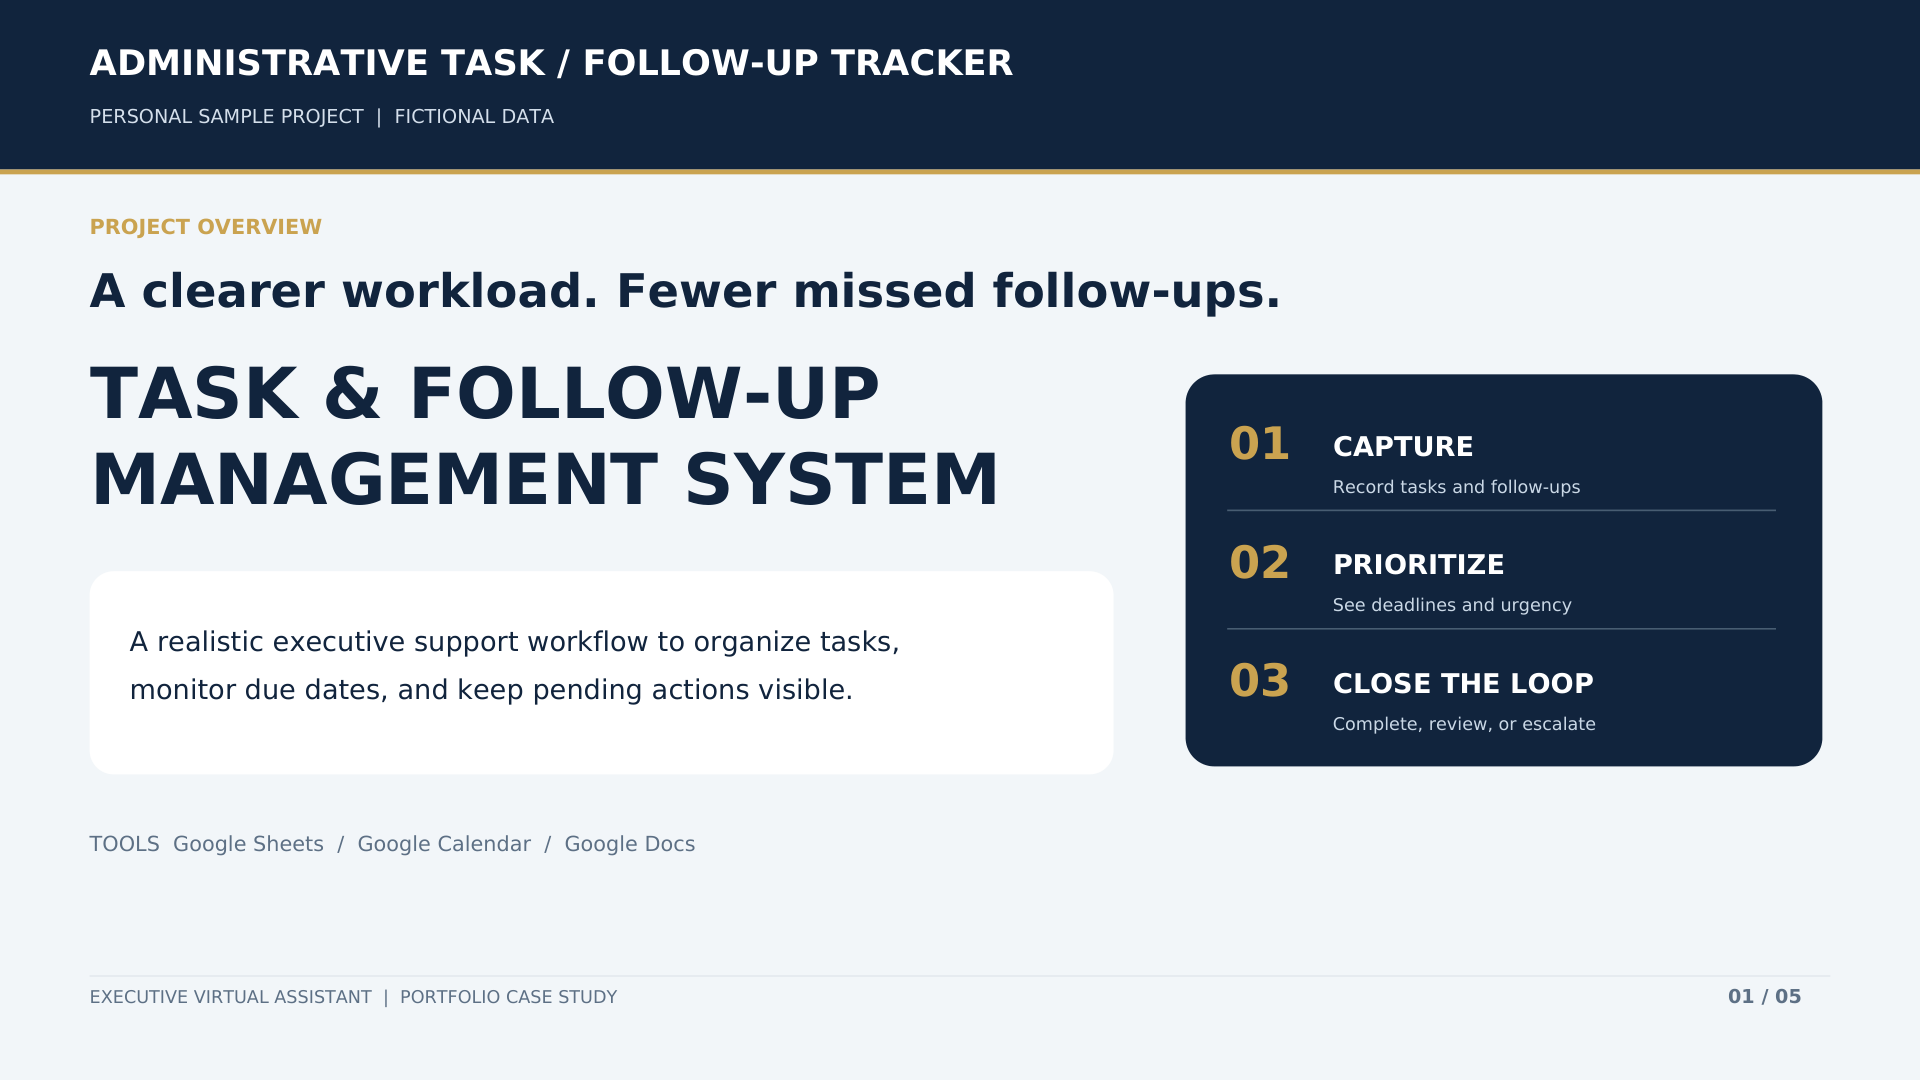 ADMINISTRATIVE TASK / FOLLOW-UP TRACKER
PERSONAL SAMPLE PROJECT | FICTIONAL DATA
PROJECT OVERVIEW
A clearer workload. Fewer missed follow-ups.
TASK & FOLLOW-UP
MANAGEMENT SYSTEM
A realistic executive support workflow to organize tasks,
monitor due dates, and keep pending actions visible.
01 CAPTURE
Record tasks and follow-ups
02 PRIORITIZE
See deadlines and urgency
03 CLOSE THE LOOP
Complete, review, or escalate
TOOLS Google Sheets / Google Calendar / Google Docs
EXECUTIVE VIRTUAL ASSISTANT | PORTFOLIO CASE STUDY
01 / 05